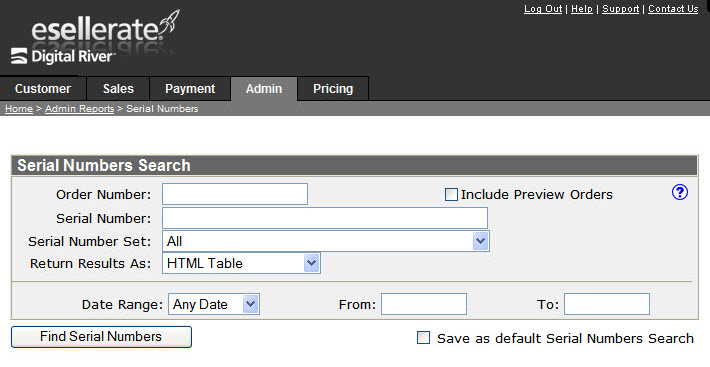 Log Out | Help | Support | Contact Us
esellerate.
Digital River
Customer Sales Payment Admin Pricing
Home > Admin Reports > Serial Numbers
Serial Numbers Search
Order Number: Include Preview Orders ?
Serial Number:
Serial Number Set: All
Return Results As: HTML Table
Date Range: Any Date From: To:
Find Serial Numbers Save as default Serial Numbers Search